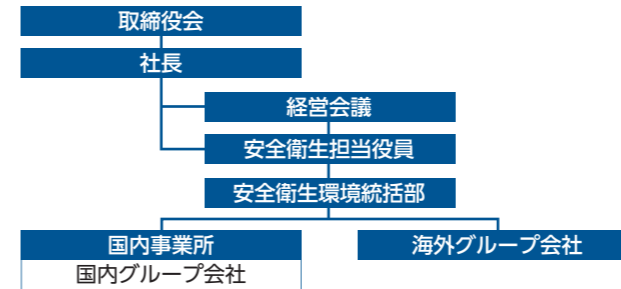 取締役会
社長
経営会議
安全衛生担当役員
安全衛生環境統括部
国内事業所
海外グループ会社
国内グループ会社